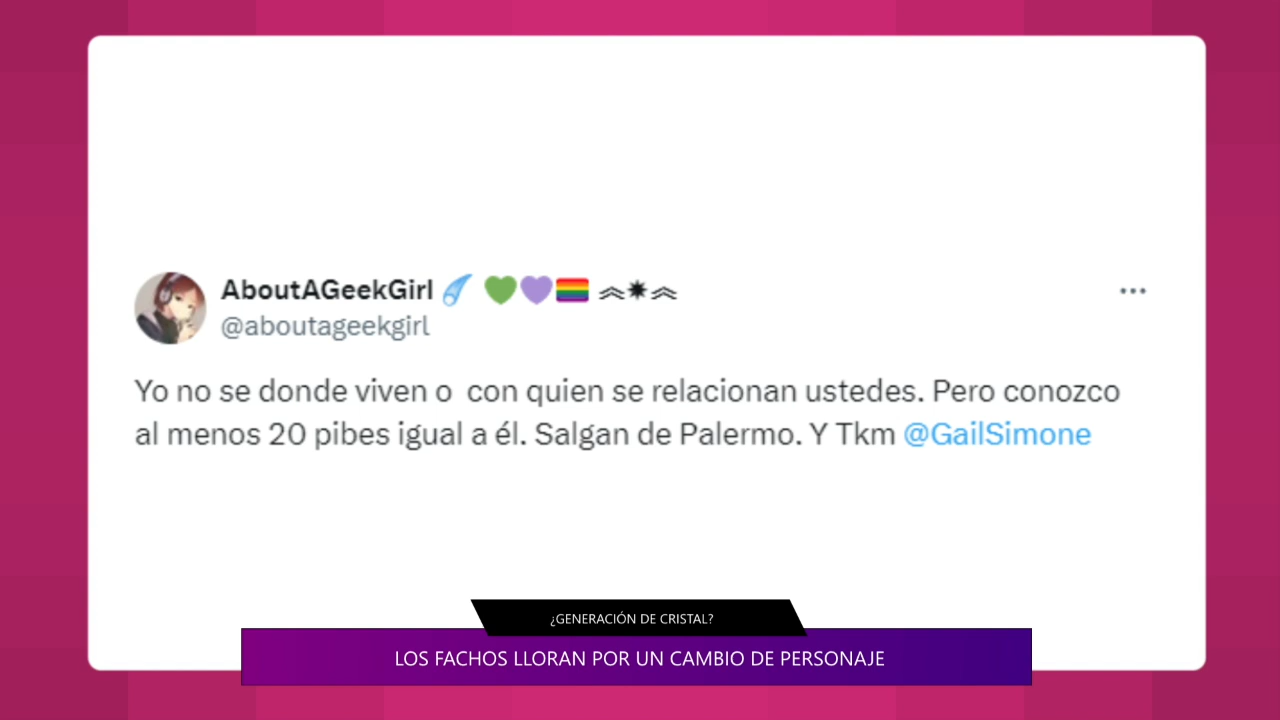 AboutAGeekGirl ☄️ 💚💜🏳️‍🌈 ︽✵︽
@aboutageekgirl
Yo no se donde viven o  con quien se relacionan ustedes. Pero conozco
al menos 20 pibes igual a él. Salgan de Palermo. Y Tkm @GailSimone
¿GENERACIÓN DE CRISTAL?
LOS FACHOS LLORAN POR UN CAMBIO DE PERSONAJE